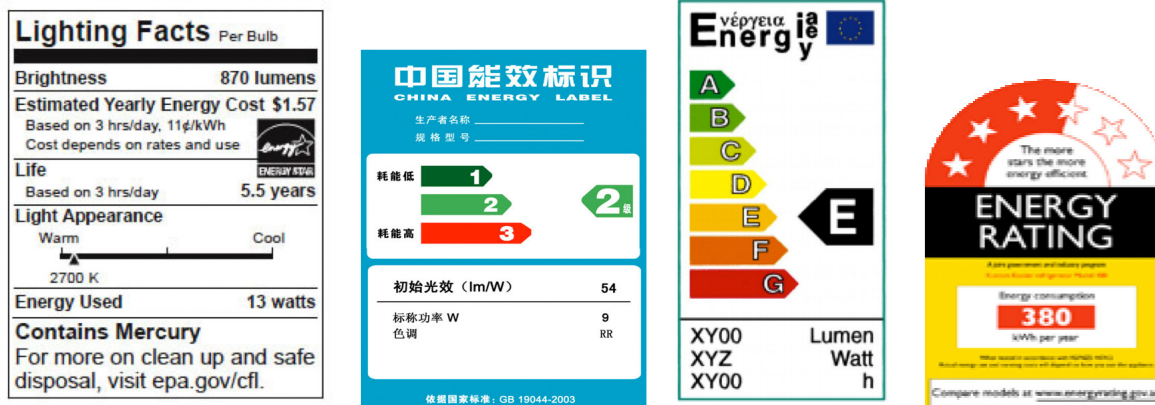 Lighting Facts Per Bulb
Brightness 870 lumens
Estimated Yearly Energy Cost $1.57
Based on 3 hrs/day, 11¢/kWh
Cost depends on rates and use
energy
ENERGY STAR
Life
Based on 3 hrs/day 5.5 years
Light Appearance
Warm Cool
2700 K
Energy Used 13 watts
Contains Mercury
For more on clean up and safe
disposal, visit epa.gov/cfl.
中国能效标识
CHINA ENERGY LABEL
生产者名称
规格型号
耗能低 1
2 2级
耗能高 3
初始光效（lm/W） 54
标称功率 W 9
色调 RR
依据国家标准：GB 19044-2003
Eνέργεια
Energ ia ie y
A
B
C
D
E E
F
G
XY00 Lumen
XYZ Watt
XY00 h
The more
stars the more
energy efficient
ENERGY
RATING
A joint government and industry program
Energy consumption
380
kWh per year
Compare models at www.energyrating.gov.a